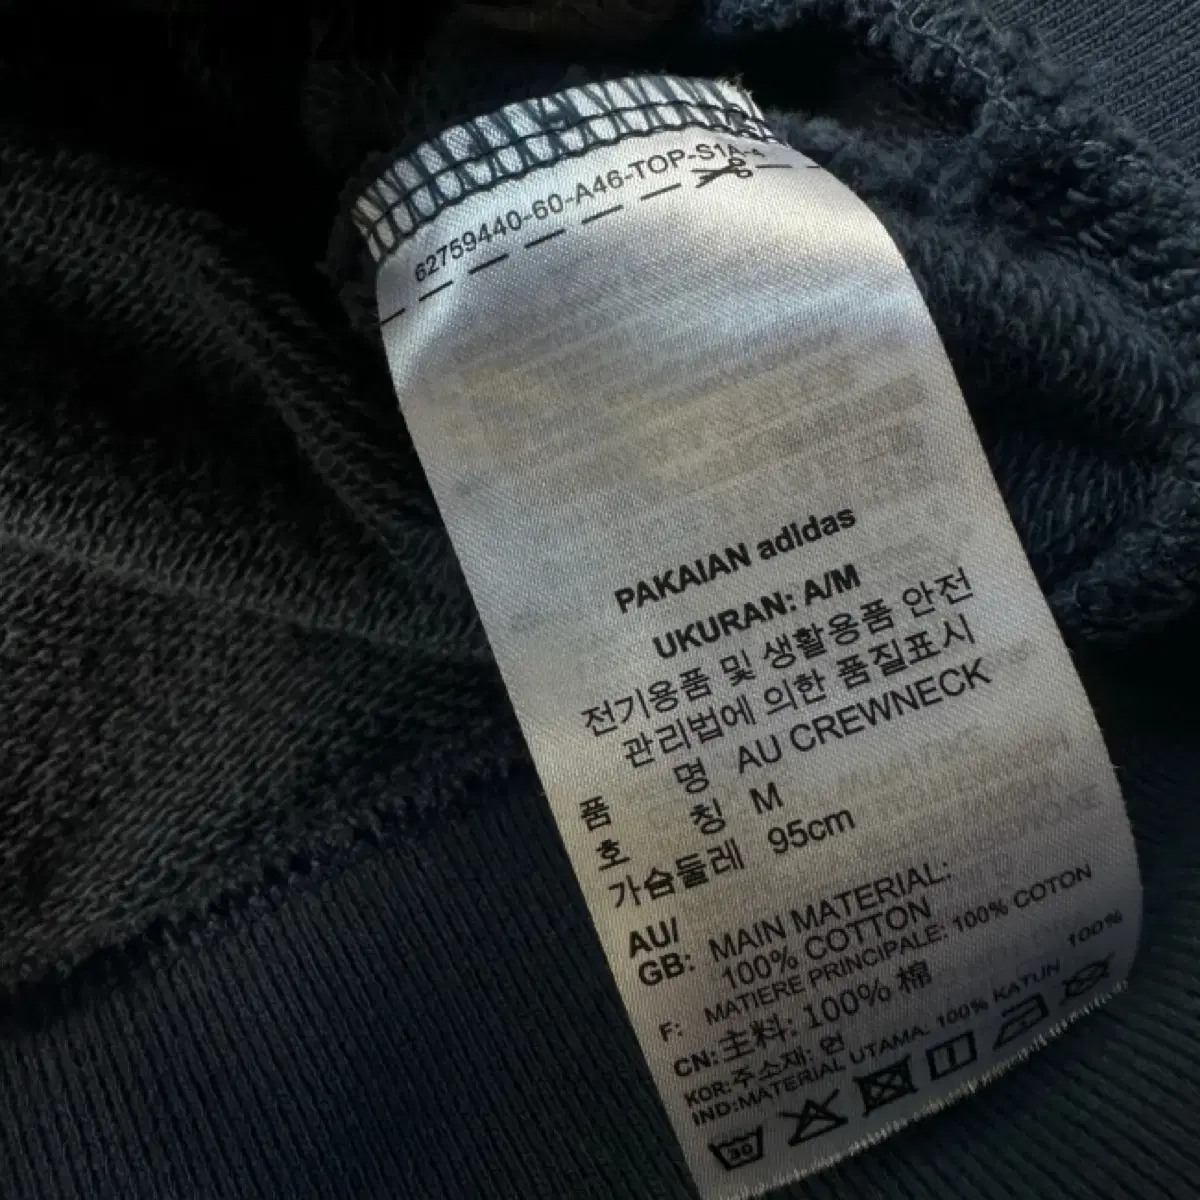 62759440-60-A46-TOP-S1A-4
PAKAIAN adidas
UKURAN: A/M
전기용품 및 생활용품 안전
관리법에 의한 품질표시
품 명 AU CREWNECK
호 칭 M
가슴둘레 95cm
AU/ GB: MAIN MATERIAL:
100% COTTON
F: MATIERE PRINCIPALE: 100% COTON
CN: 主料: 100% 棉
KOR: 주소재: 면 100%
IND: MATERIAL UTAMA: 100% KATUN
30